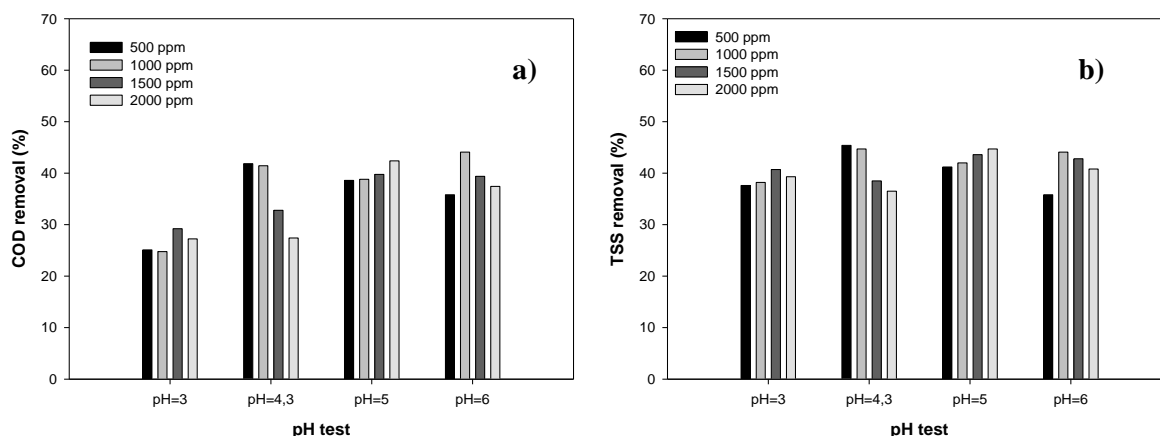 a)
500 ppm
1000 ppm
1500 ppm
2000 ppm
COD removal (%)
70
60
50
40
30
20
10
0
pH=3
pH=4,3
pH=5
pH=6
pH test
b)
500 ppm
1000 ppm
1500 ppm
2000 ppm
TSS removal (%)
70
60
50
40
30
20
10
0
pH=3
pH=4,3
pH=5
pH=6
pH test